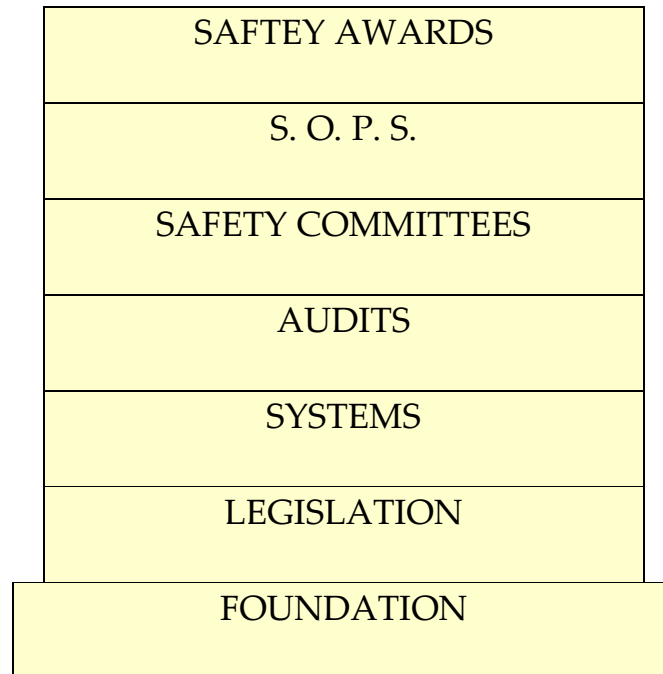 SAFTEY AWARDS
S. O. P. S.
SAFETY COMMITTEES
AUDITS
SYSTEMS
LEGISLATION
FOUNDATION